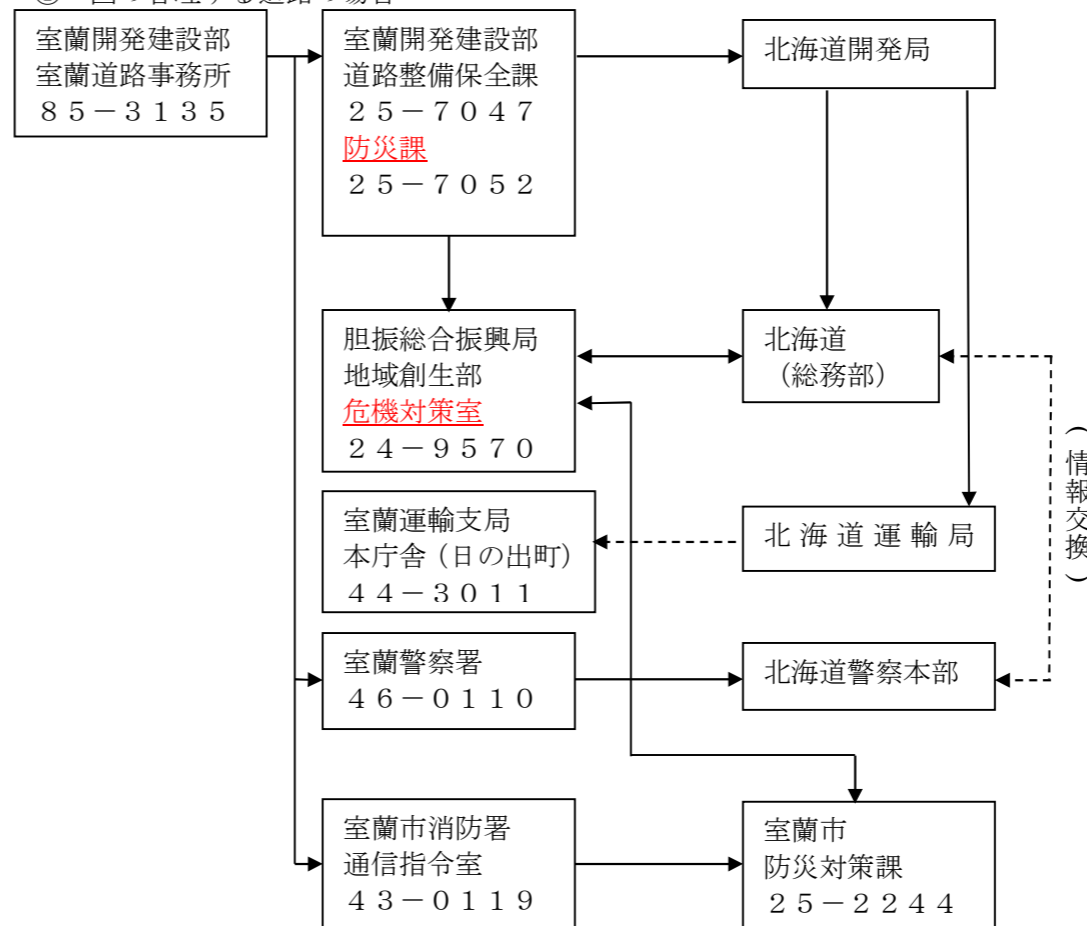 室蘭開発建設部
室蘭道路事務所
８５－３１３５
室蘭開発建設部
道路整備保全課
２５－７０４７
防災課
２５－７０５２
北海道開発局
胆振総合振興局
地域創生部
危機対策室
２４－９５７０
北海道
（総務部）
室蘭運輸支局
本庁舎（日の出町）
４４－３０１１
北海道運輸局
（情報交換）
室蘭警察署
４６－０１１０
北海道警察本部
室蘭市消防署
通信指令室
４３－０１１９
室蘭市
防災対策課
２５－２２４４